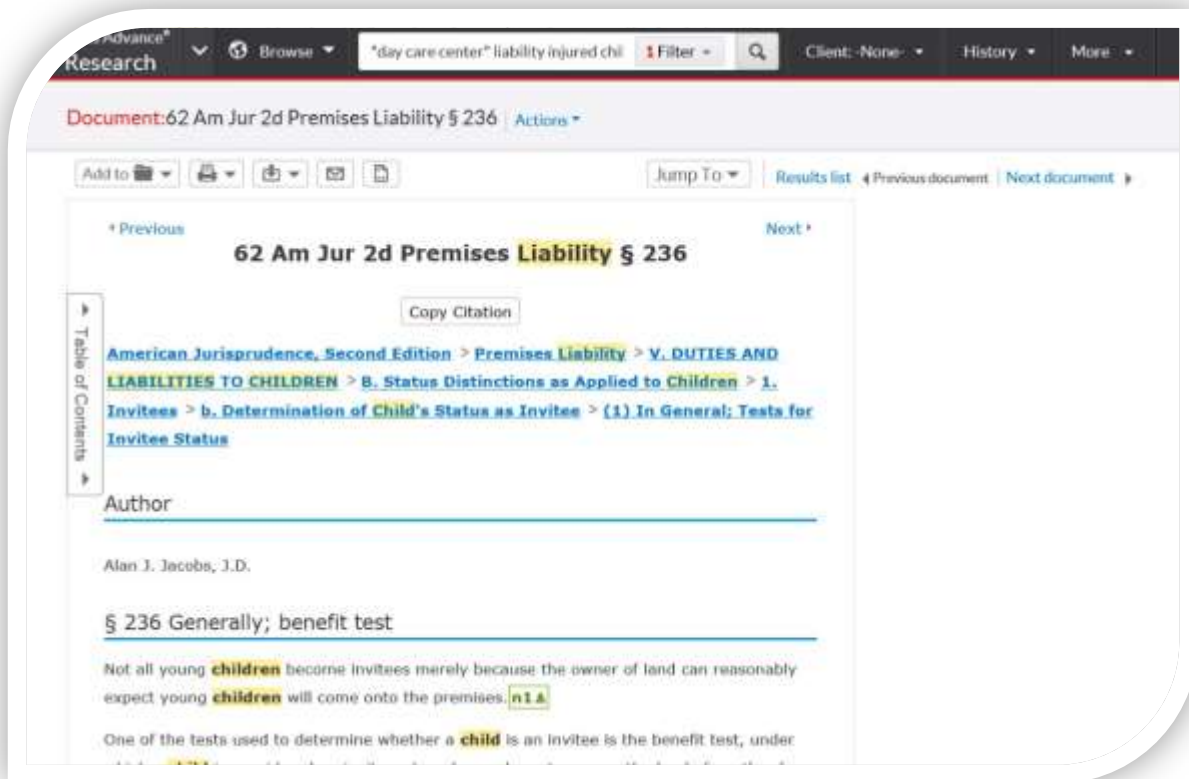 Advance®
Research
Browse
"day care center" liability injured chil
1 Filter
Client: -None-
History
More
Document:62 Am Jur 2d Premises Liability § 236 | Actions
Add to
Jump To
Results list
Previous document
Next document
Previous
Next
62 Am Jur 2d Premises Liability § 236
Copy Citation
Table of Contents
American Jurisprudence, Second Edition > Premises Liability > V. DUTIES AND
LIABILITIES TO CHILDREN > B. Status Distinctions as Applied to Children > 1.
Invitees > b. Determination of Child's Status as Invitee > (1) In General; Tests for
Invitee Status
Author
Alan J. Jacobs, J.D.
§ 236 Generally; benefit test
Not all young children become invitees merely because the owner of land can reasonably
expect young children will come onto the premises. n1
One of the tests used to determine whether a child is an invitee is the benefit test, under